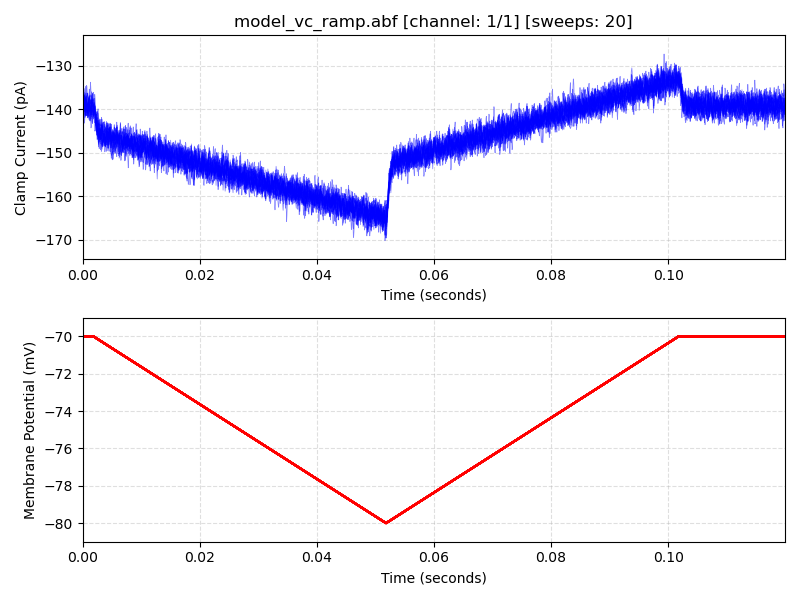 model_vc_ramp.abf [channel: 1/1] [sweeps: 20]
Clamp Current (pA)
−130
−140
−150
−160
−170
0.00 0.02 0.04 0.06 0.08 0.10
Time (seconds)
Membrane Potential (mV)
−70
−72
−74
−76
−78
−80
0.00 0.02 0.04 0.06 0.08 0.10
Time (seconds)